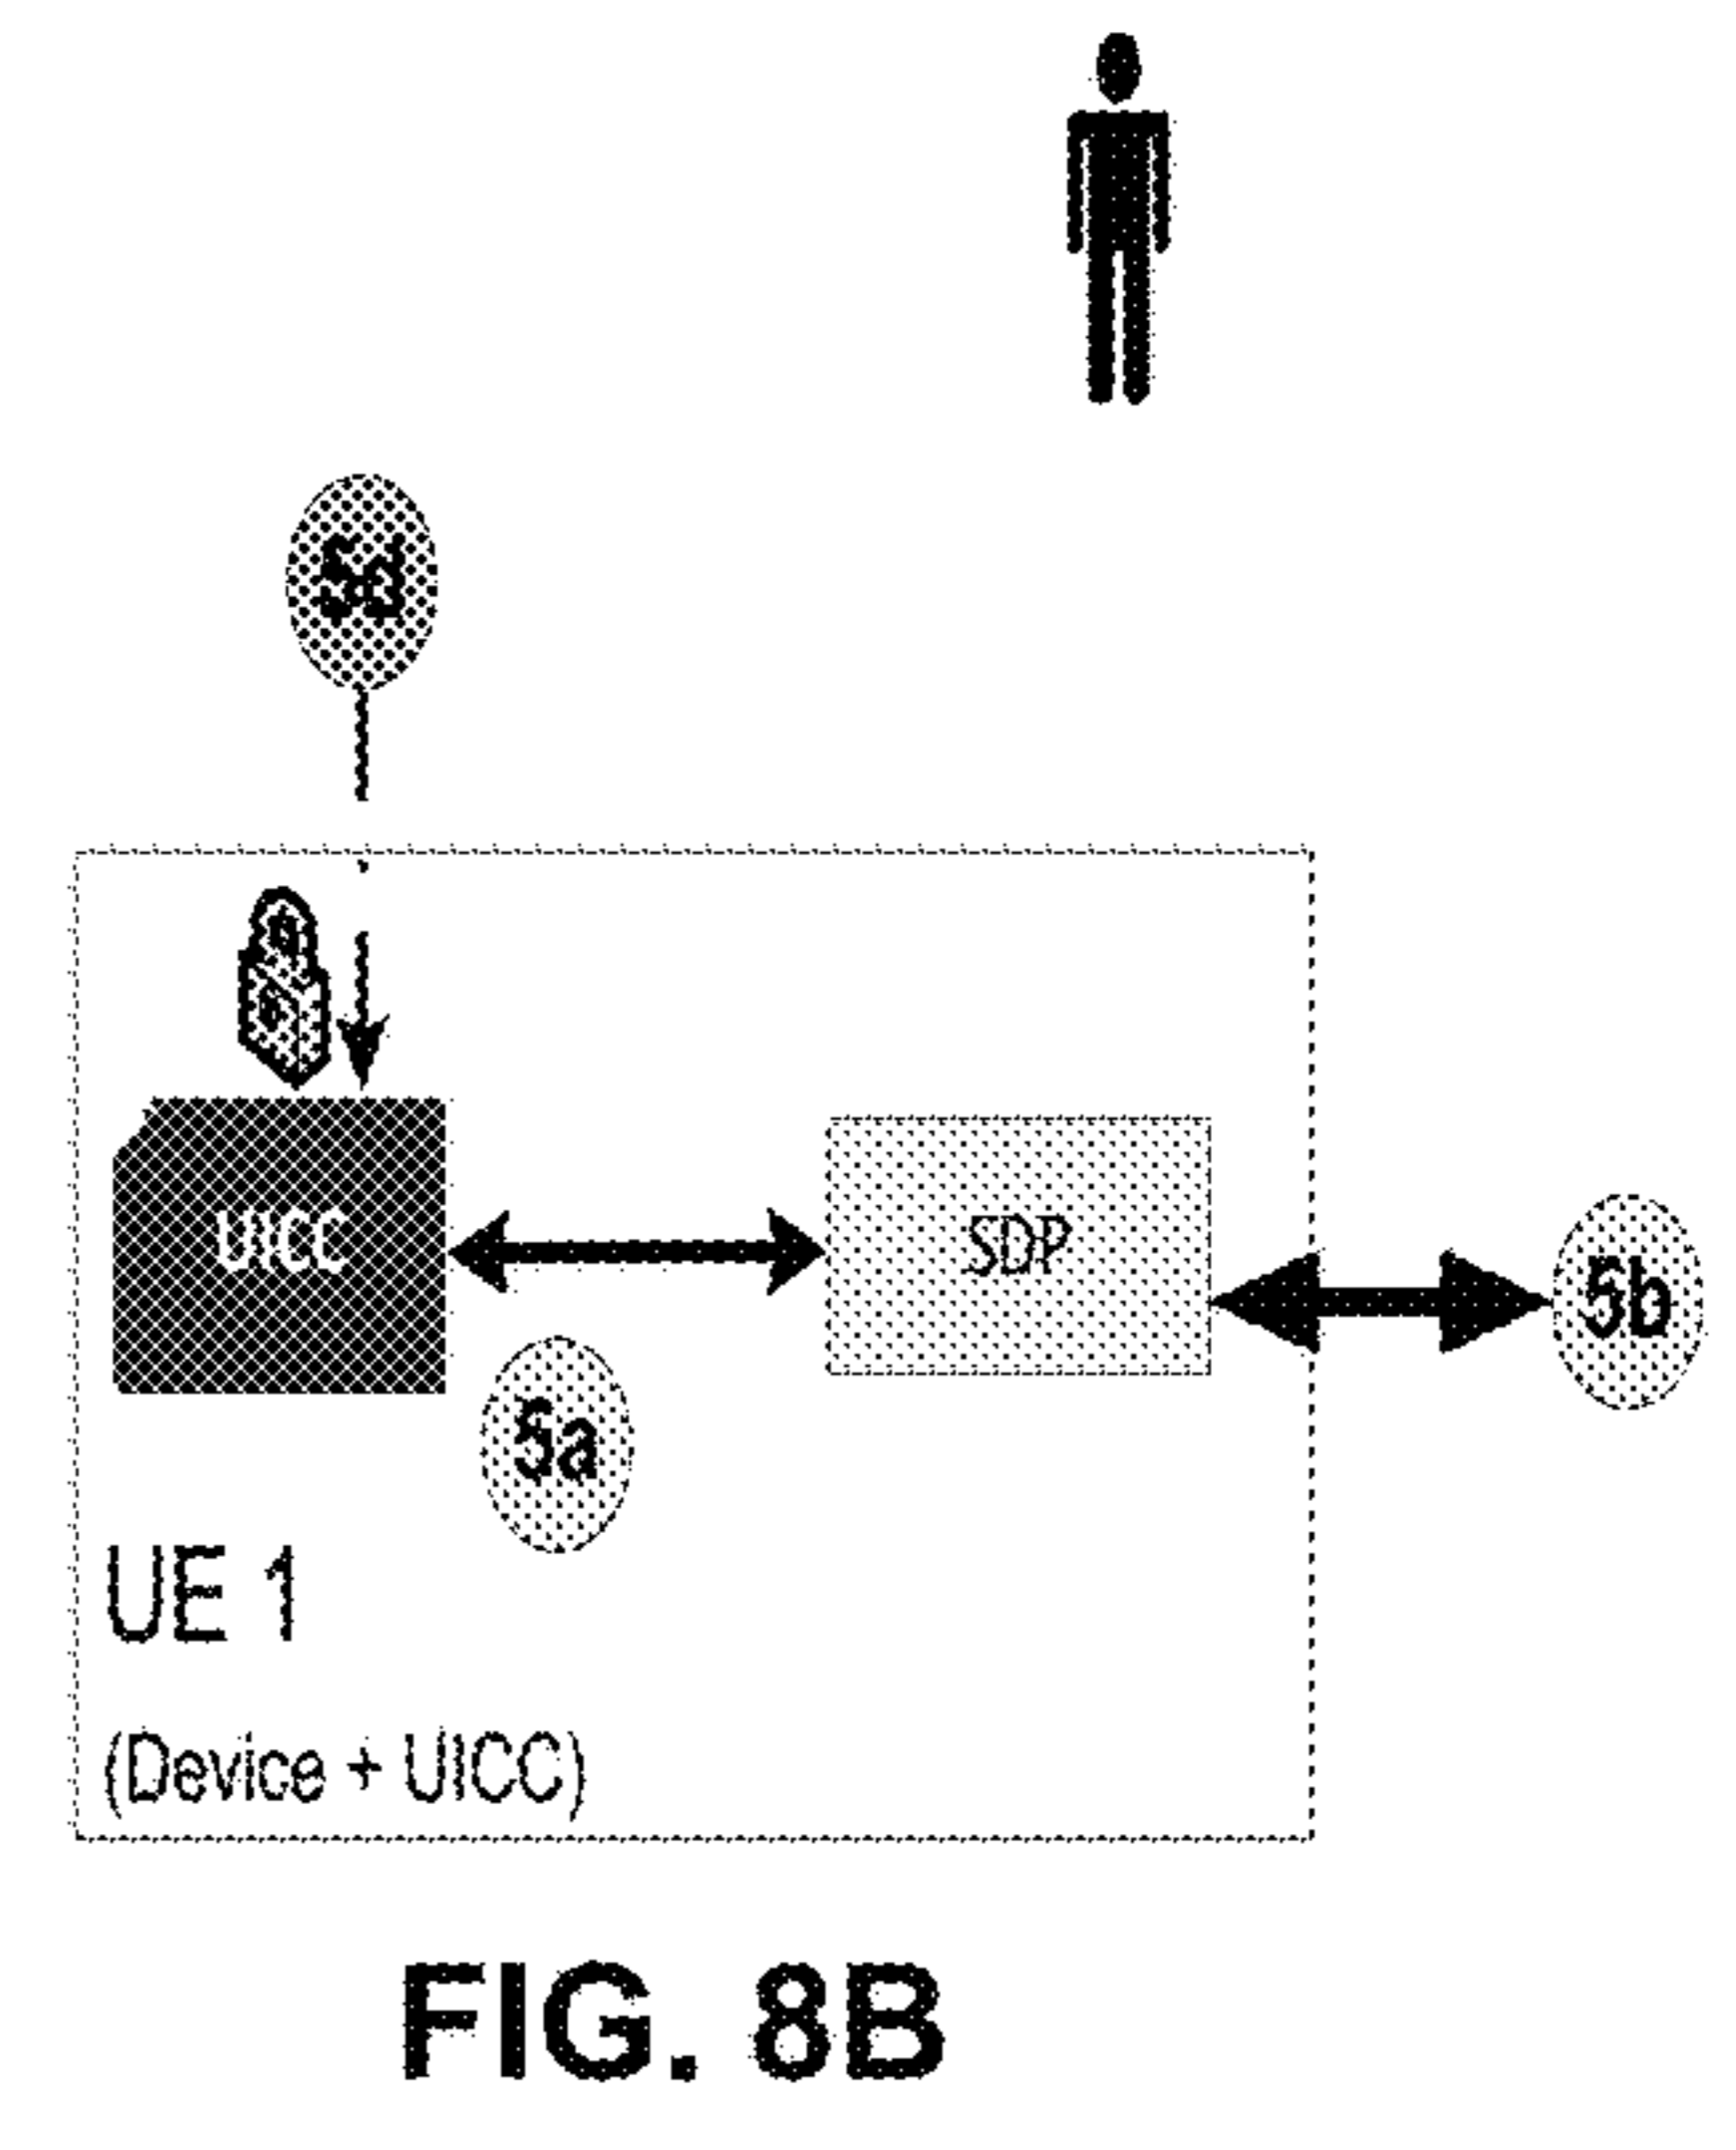 5d
UICC
SDP
5b
5a
UE 1
(Device + UICC)
FIG. 8B